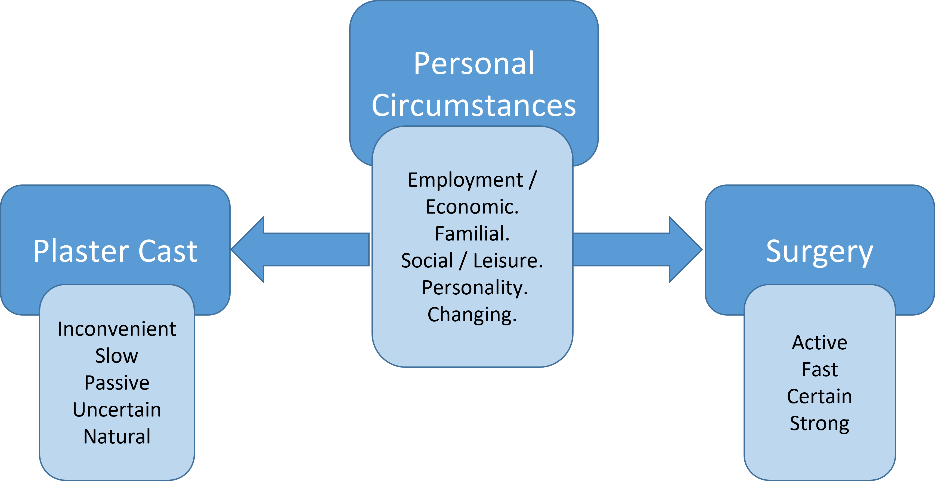 Personal
Circumstances
Employment /
Economic.
Familial.
Social / Leisure.
Personality.
Changing.
Plaster Cast
Inconvenient
Slow
Passive
Uncertain
Natural
Surgery
Active
Fast
Certain
Strong